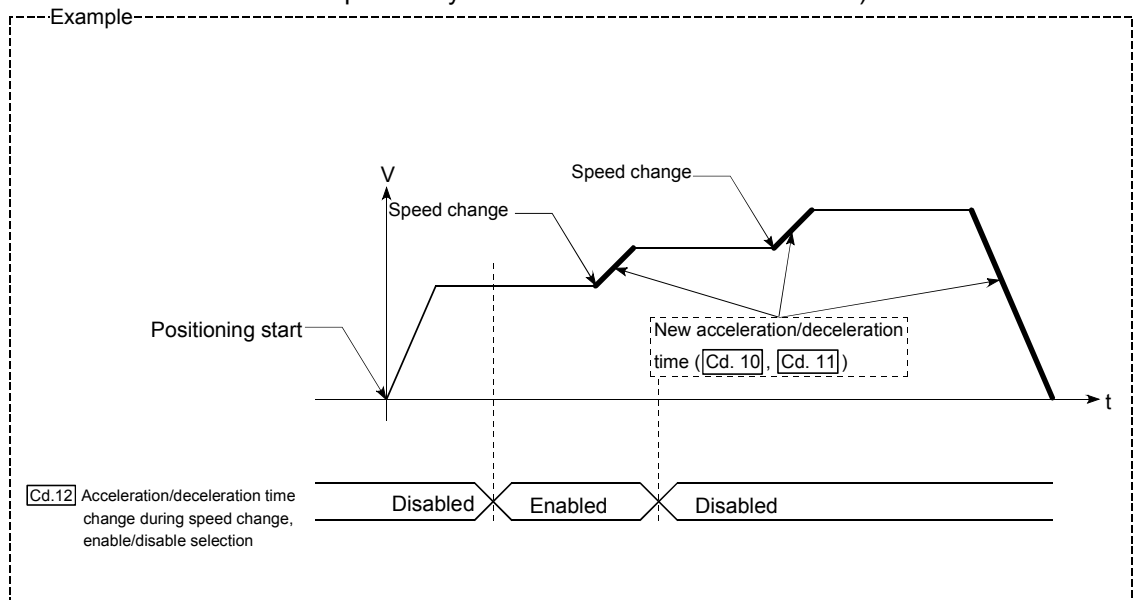 Example
Speed change
V
Speed change
Positioning start
New acceleration/deceleration
time ( Cd. 10 , Cd. 11 )
t
Cd.12 Acceleration/deceleration time
change during speed change,
enable/disable selection
Disabled
Enabled
Disabled